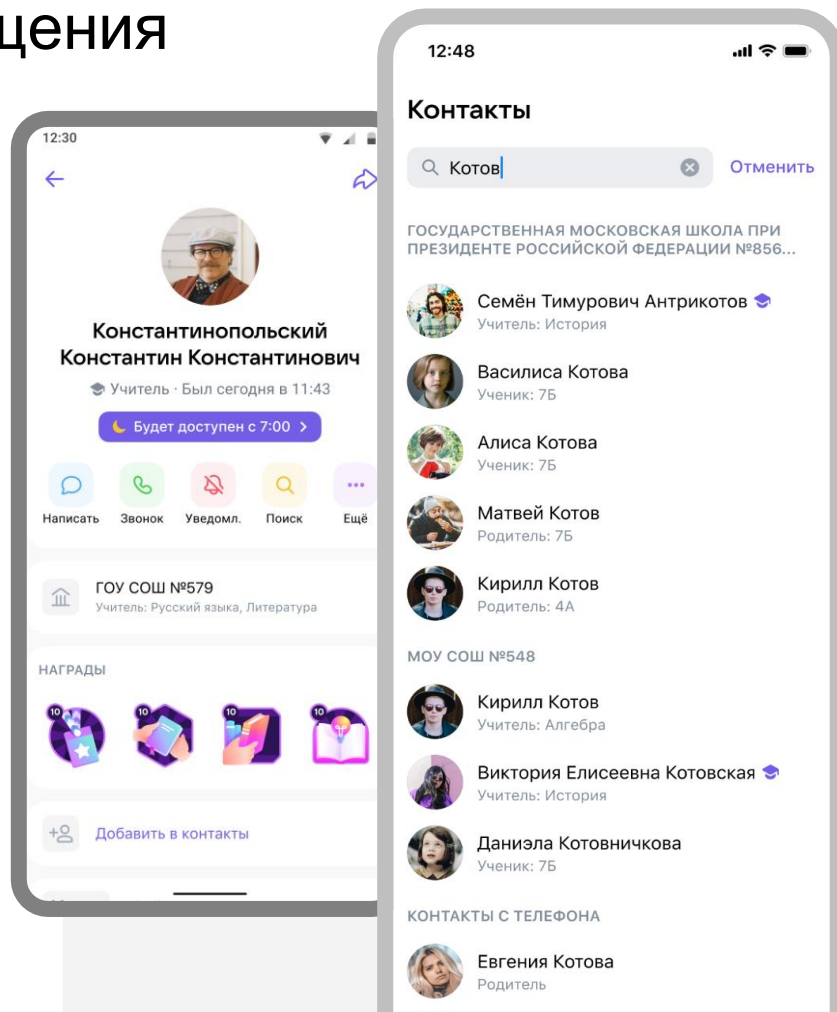 щения
12:30
Константинопольский
Константин Константинович
Учитель · Был сегодня в 11:43
Будет доступен с 7:00
Написать
Звонок
Уведомл.
Поиск
Ещё
ГОУ СОШ №579
Учитель: Русский языка, Литература
НАГРАДЫ
10
10
10
10
Добавить в контакты
12:48
Контакты
Котов
Отменить
ГОСУДАРСТВЕННАЯ МОСКОВСКАЯ ШКОЛА ПРИ
ПРЕЗИДЕНТЕ РОССИЙСКОЙ ФЕДЕРАЦИИ №856...
Семён Тимурович Антрикотов
Учитель: История
Василиса Котова
Ученик: 7Б
Алиса Котова
Ученик: 7Б
Матвей Котов
Родитель: 7Б
Кирилл Котов
Родитель: 4А
МОУ СОШ №548
Кирилл Котов
Учитель: Алгебра
Виктория Елисеевна Котовская
Учитель: История
Даниэла Котовничкова
Ученик: 7Б
КОНТАКТЫ С ТЕЛЕФОНА
Евгения Котова
Родитель